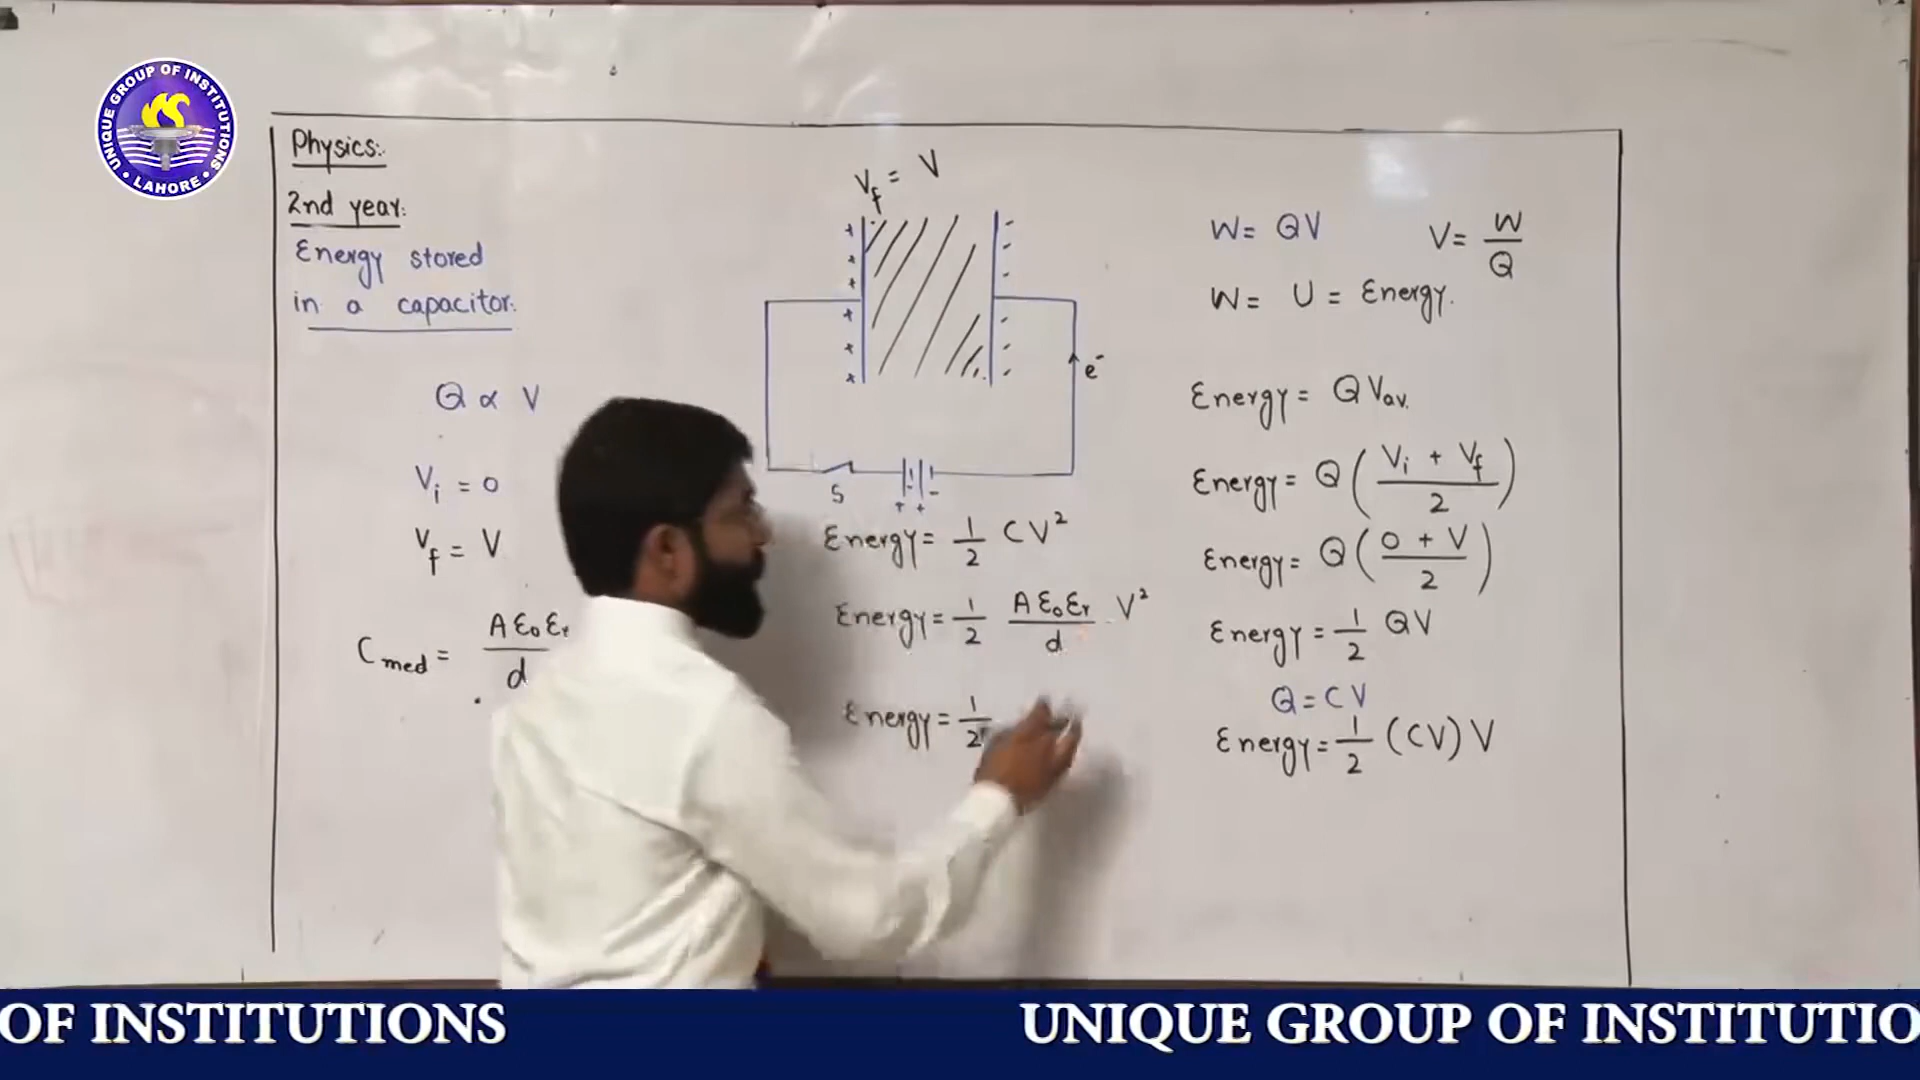 UNIQUE GROUP OF INSTITUTIONS
• LAHORE •
Physics:
2nd year:
Energy stored
in a capacitor:
Q ∝ V
Vi = 0
Vf = V
Cmed = Aε₀εr / d
Vf = V
e⁻
S
Energy = 1/2 CV²
Energy = 1/2 Aε₀εr/d V²
Energy = 1/2
W = QV
V = W/Q
W = U = Energy.
Energy = QVav.
Energy = Q(Vi + Vf / 2)
Energy = Q(0 + V / 2)
Energy = 1/2 QV
Q = CV
Energy = 1/2 (CV) V
OF INSTITUTIONS
UNIQUE GROUP OF INSTITUTIO